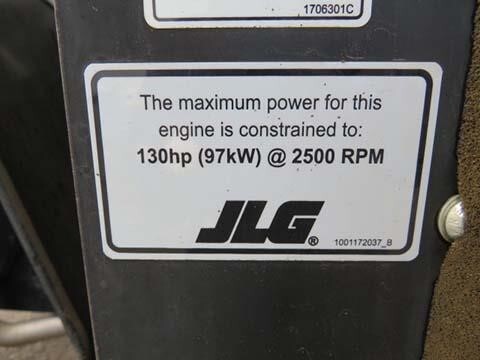 1706301C
The maximum power for this
engine is constrained to:
130hp (97kW) @ 2500 RPM
JLG®
1001172037_B